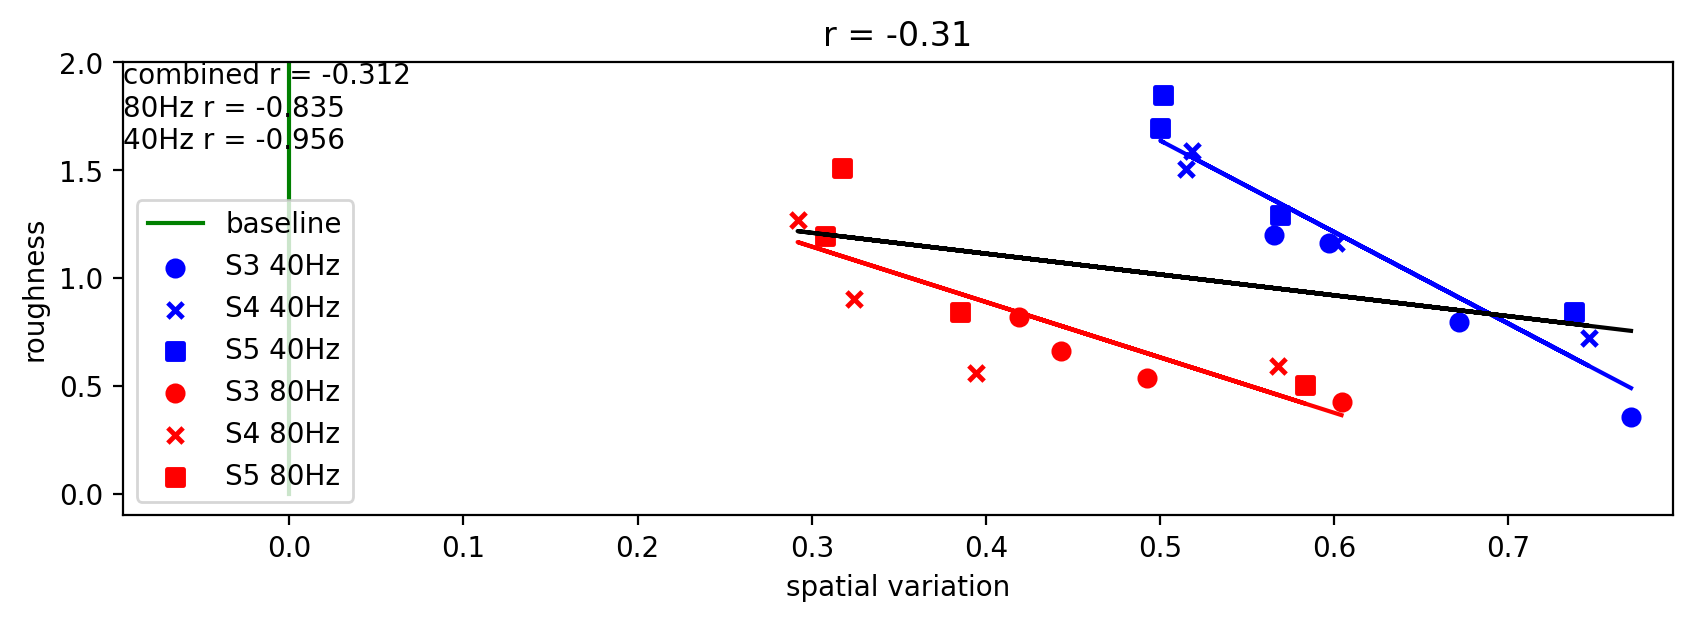 r = -0.31
combined r = -0.312
80Hz r = -0.835
40Hz r = -0.956
baseline
S3 40Hz
S4 40Hz
S5 40Hz
S3 80Hz
S4 80Hz
S5 80Hz
roughness
2.0
1.5
1.0
0.5
0.0
0.0 0.1 0.2 0.3 0.4 0.5 0.6 0.7
spatial variation